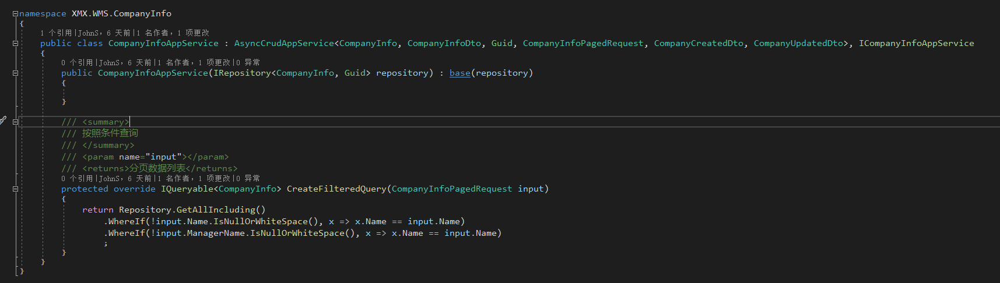 namespace XMX.WMS.CompanyInfo
{
1 个引用|JohnS，6 天前|1 名作者，1 项更改
public class CompanyInfoAppService : AsyncCrudAppService<CompanyInfo, CompanyInfoDto, Guid, CompanyInfoPagedRequest, CompanyCreatedDto, CompanyUpdatedDto>, ICompanyInfoAppService
{
0 个引用|JohnS，6 天前|1 名作者，1 项更改|0 异常
public CompanyInfoAppService(IRepository<CompanyInfo, Guid> repository) : base(repository)
{
}
/// <summary>
/// 按照条件查询
/// </summary>
/// <param name="input"></param>
/// <returns>分页数据列表</returns>
0 个引用|JohnS，6 天前|1 名作者，1 项更改|0 异常
protected override IQueryable<CompanyInfo> CreateFilteredQuery(CompanyInfoPagedRequest input)
{
return Repository.GetAllIncluding()
.WhereIf(!input.Name.IsNullOrWhiteSpace(), x => x.Name == input.Name)
.WhereIf(!input.ManagerName.IsNullOrWhiteSpace(), x => x.Name == input.Name)
;
}
}
}